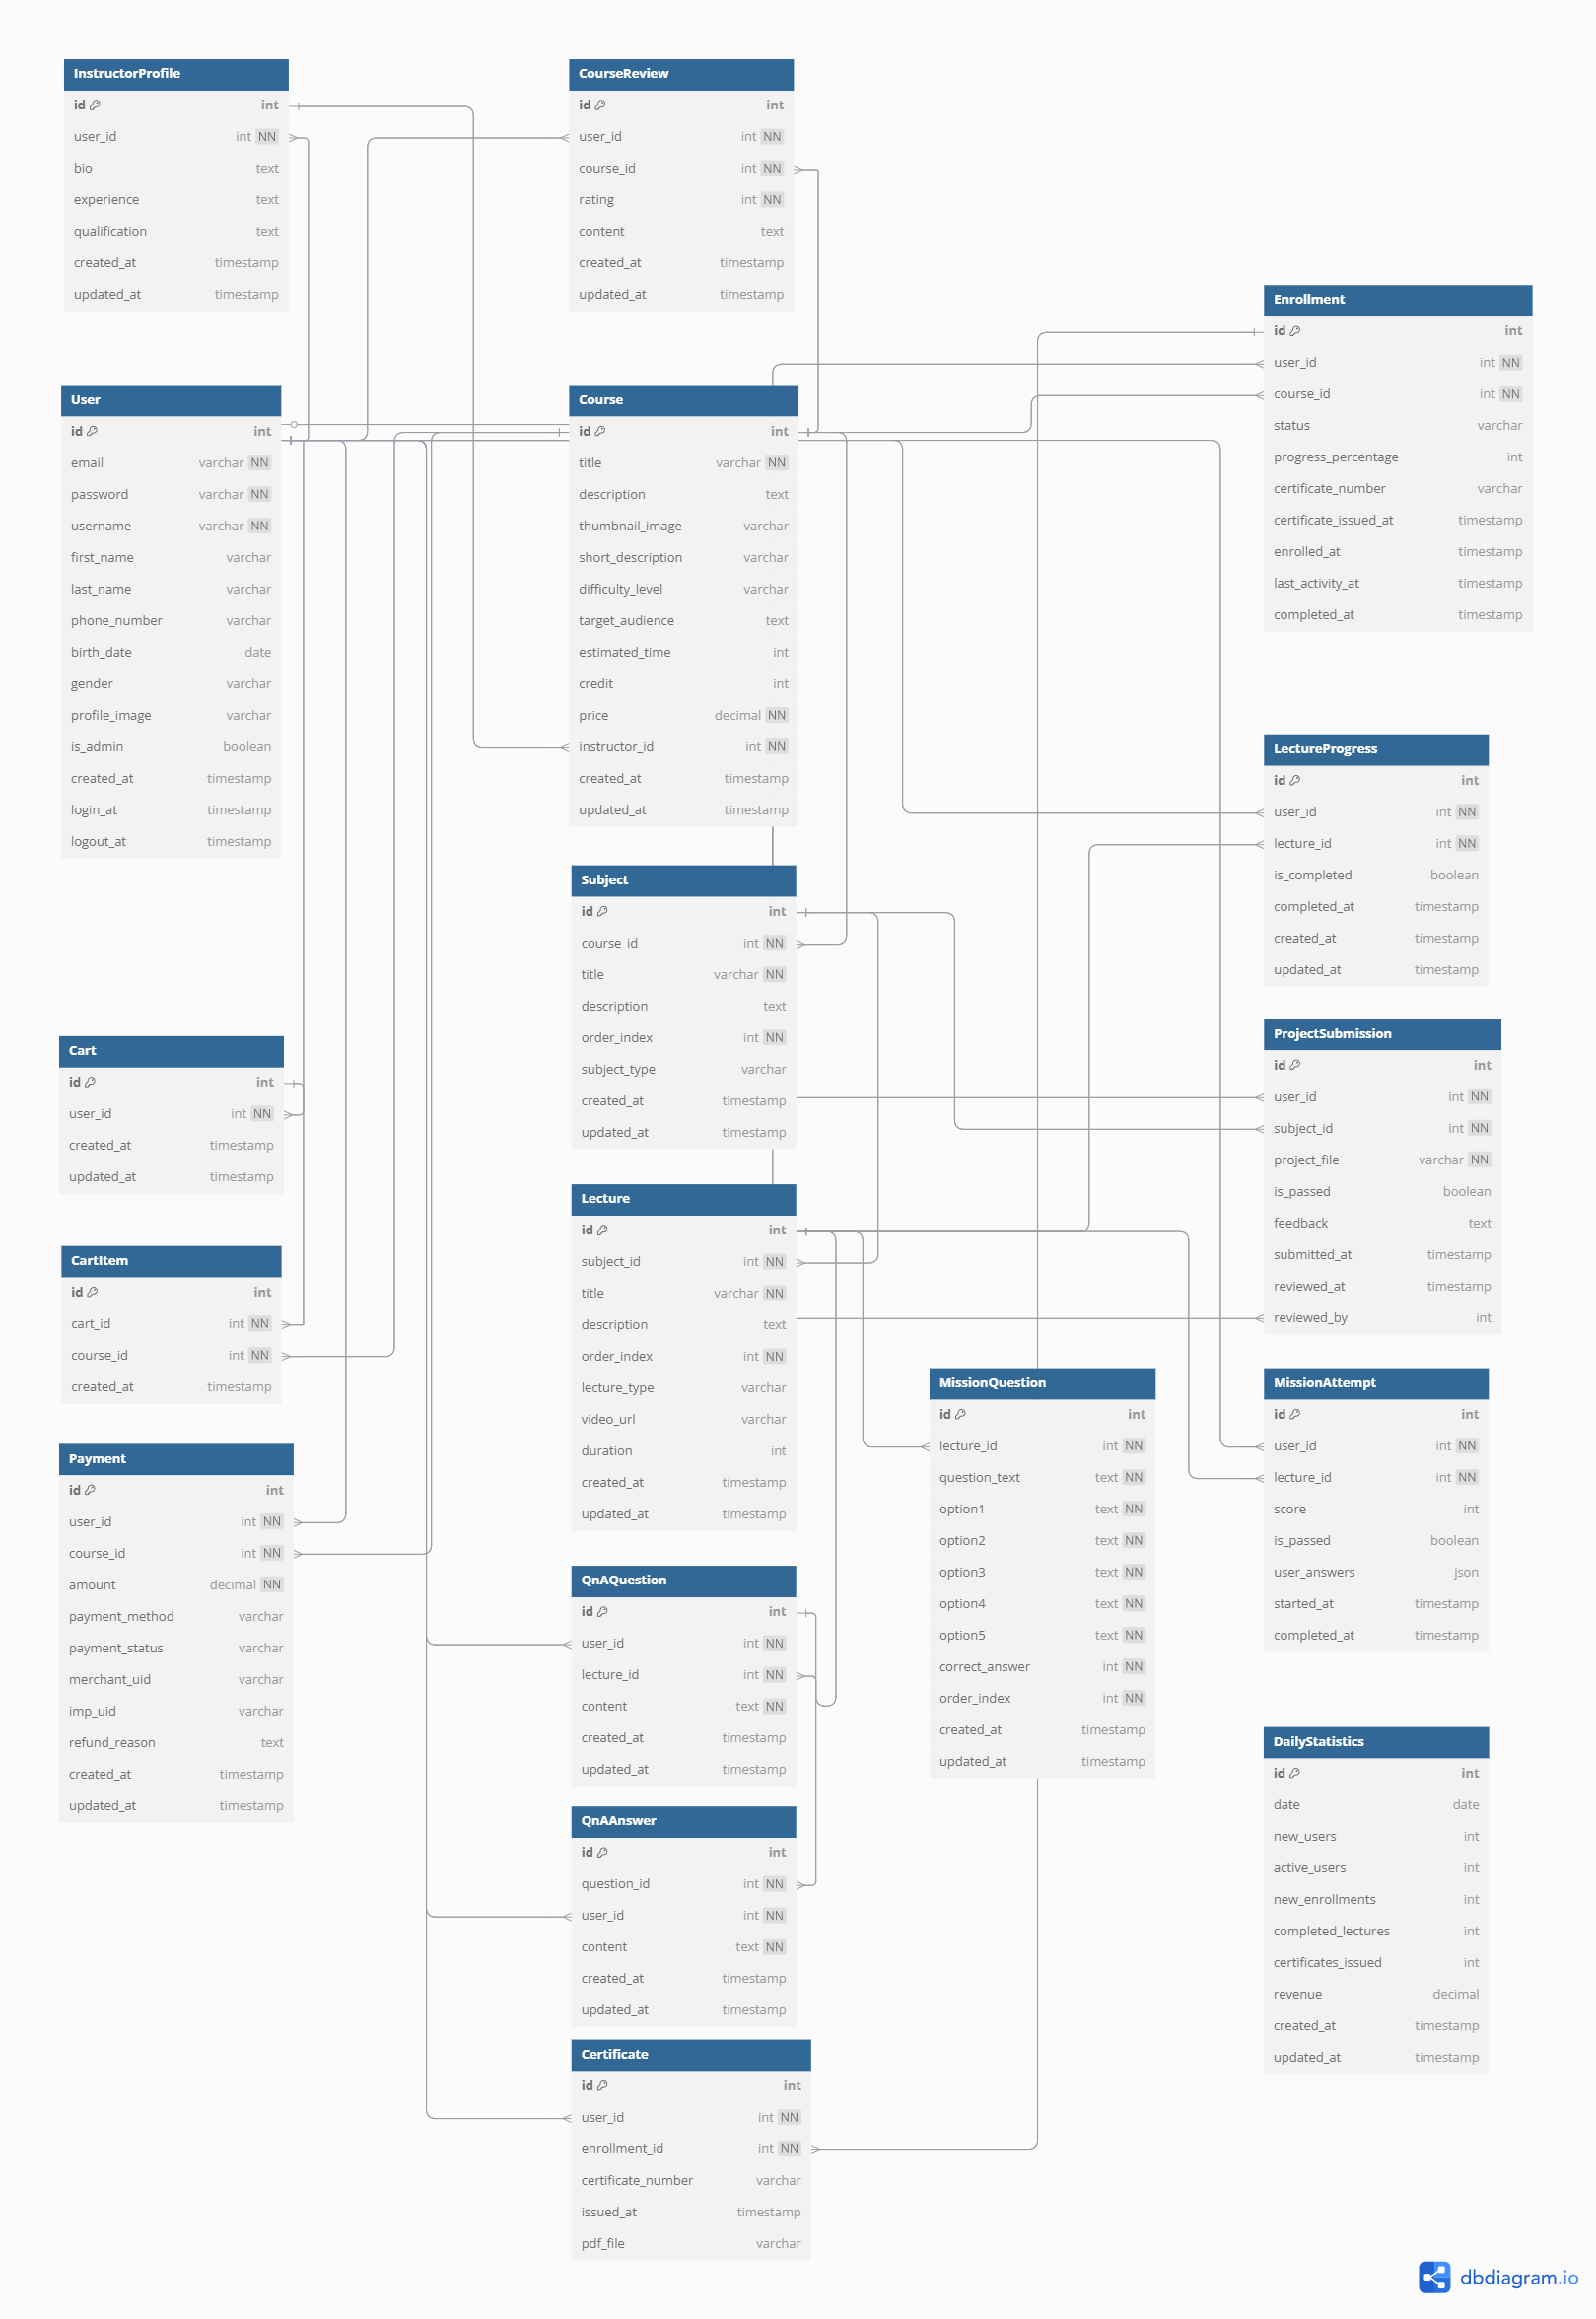 InstructorProfile
id int
user_id int NN
bio text
experience text
qualification text
created_at timestamp
updated_at timestamp
CourseReview
id int
user_id int NN
course_id int NN
rating int NN
content text
created_at timestamp
updated_at timestamp
Enrollment
id int
user_id int NN
course_id int NN
status varchar
progress_percentage int
certificate_number varchar
certificate_issued_at timestamp
enrolled_at timestamp
last_activity_at timestamp
completed_at timestamp
User
id int
email varchar NN
password varchar NN
username varchar NN
first_name varchar
last_name varchar
phone_number varchar
birth_date date
gender varchar
profile_image varchar
is_admin boolean
created_at timestamp
login_at timestamp
logout_at timestamp
Course
id int
title varchar NN
description text
thumbnail_image varchar
short_description varchar
difficulty_level varchar
target_audience text
estimated_time int
credit int
price decimal NN
instructor_id int NN
created_at timestamp
updated_at timestamp
LectureProgress
id int
user_id int NN
lecture_id int NN
is_completed boolean
completed_at timestamp
created_at timestamp
updated_at timestamp
Subject
id int
course_id int NN
title varchar NN
description text
order_index int NN
subject_type varchar
created_at timestamp
updated_at timestamp
ProjectSubmission
id int
user_id int NN
subject_id int NN
project_file varchar NN
is_passed boolean
feedback text
submitted_at timestamp
reviewed_at timestamp
reviewed_by int
Cart
id int
user_id int NN
created_at timestamp
updated_at timestamp
Lecture
id int
subject_id int NN
title varchar NN
description text
order_index int NN
lecture_type varchar
video_url varchar
duration int
created_at timestamp
updated_at timestamp
CartItem
id int
cart_id int NN
course_id int NN
created_at timestamp
MissionQuestion
id int
lecture_id int NN
question_text text NN
option1 text NN
option2 text NN
option3 text NN
option4 text NN
option5 text NN
correct_answer int NN
order_index int NN
created_at timestamp
updated_at timestamp
MissionAttempt
id int
user_id int NN
lecture_id int NN
score int
is_passed boolean
user_answers json
started_at timestamp
completed_at timestamp
Payment
id int
user_id int NN
course_id int NN
amount decimal NN
payment_method varchar
payment_status varchar
merchant_uid varchar
imp_uid varchar
refund_reason text
created_at timestamp
updated_at timestamp
QnAQuestion
id int
user_id int NN
lecture_id int NN
content text NN
created_at timestamp
updated_at timestamp
DailyStatistics
id int
date date
new_users int
active_users int
new_enrollments int
completed_lectures int
certificates_issued int
revenue decimal
created_at timestamp
updated_at timestamp
QnAAnswer
id int
question_id int NN
user_id int NN
content text NN
created_at timestamp
updated_at timestamp
Certificate
id int
user_id int NN
enrollment_id int NN
certificate_number varchar
issued_at timestamp
pdf_file varchar
dbdiagram.io